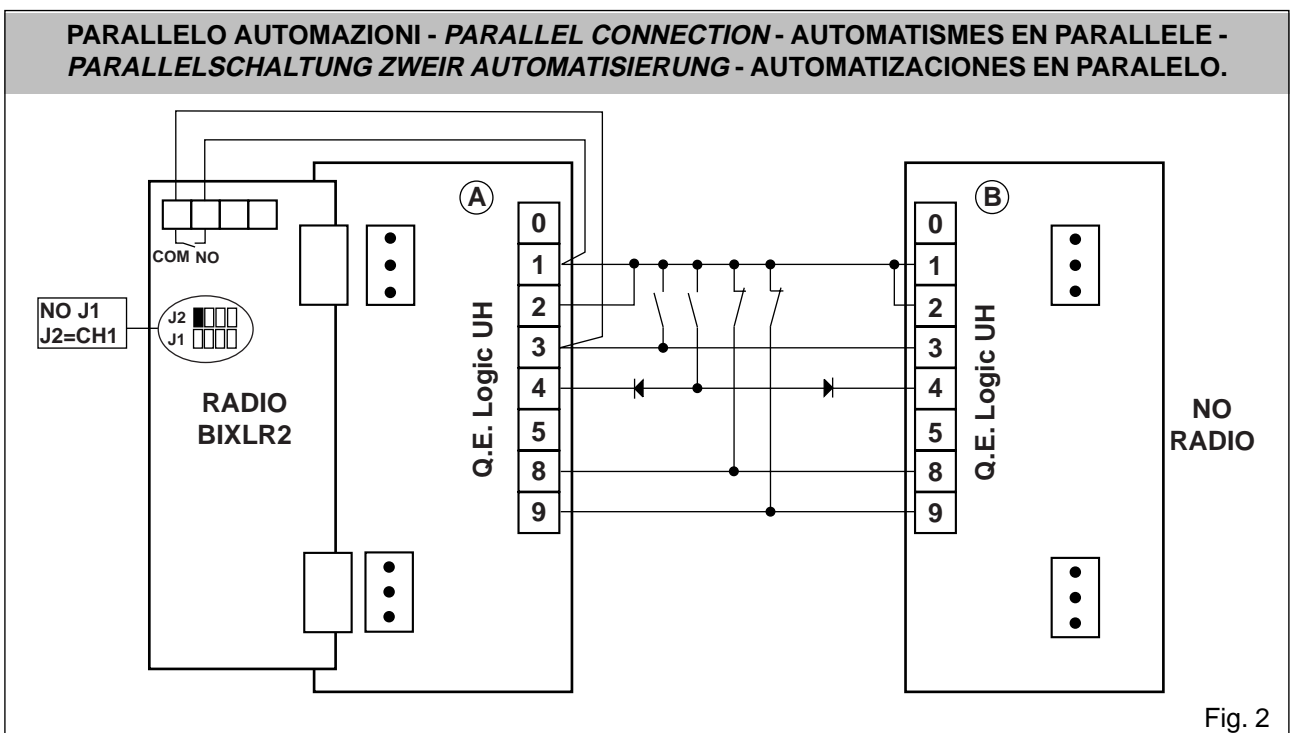 PARALLELO AUTOMAZIONI - PARALLEL CONNECTION - AUTOMATISMES EN PARALLELE -
PARALLELSCHALTUNG ZWEIR AUTOMATISIERUNG - AUTOMATIZACIONES EN PARALELO.
COM NO
NO J1
J2=CH1
J2
J1
RADIO
BIXLR2
A
Q.E. Logic UH
0
1
2
3
4
5
8
9
B
0
1
2
3
4
5
8
9
Q.E. Logic UH
NO
RADIO
Fig. 2